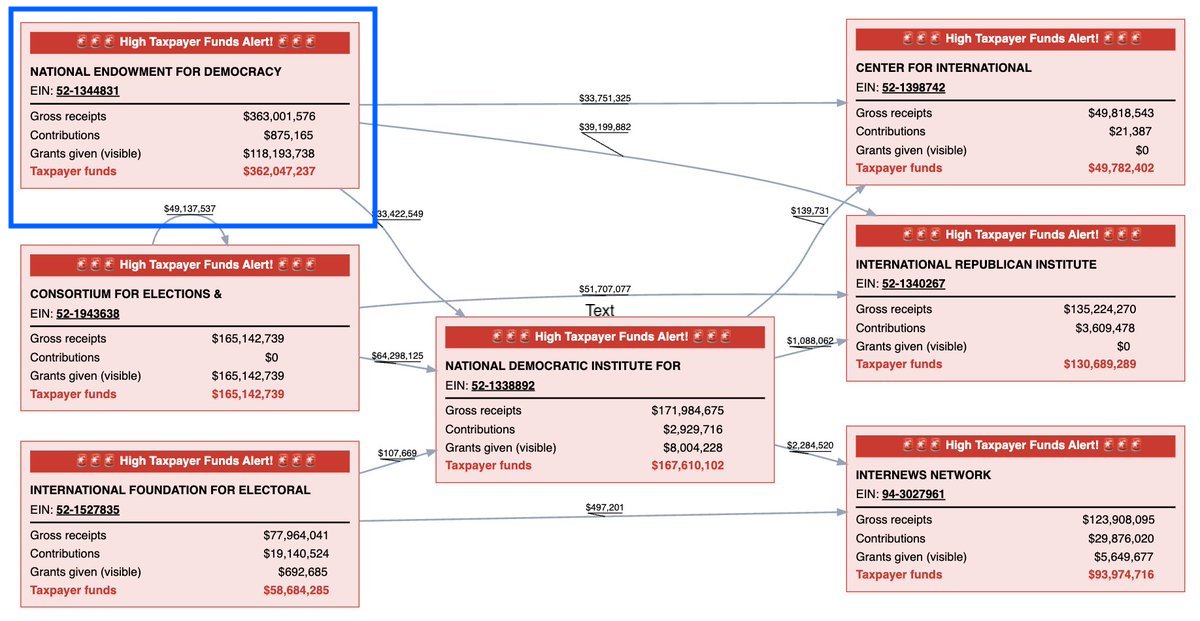 🚨🚨🚨 High Taxpayer Funds Alert! 🚨🚨🚨
NATIONAL ENDOWMENT FOR DEMOCRACY
EIN: 52-1344831
Gross receipts $363,001,576
Contributions $875,165
Grants given (visible) $118,193,738
Taxpayer funds $362,047,237
$33,751,325
$39,199,882
33,422,549
🚨🚨🚨 High Taxpayer Funds Alert! 🚨🚨🚨
CENTER FOR INTERNATIONAL
EIN: 52-1398742
Gross receipts $49,818,543
Contributions $21,387
Grants given (visible) $0
Taxpayer funds $49,782,402
$49,137,537
$139,731
🚨🚨🚨 High Taxpayer Funds Alert! 🚨🚨🚨
CONSORTIUM FOR ELECTIONS &
EIN: 52-1943638
Gross receipts $165,142,739
Contributions $0
Grants given (visible) $165,142,739
Taxpayer funds $165,142,739
$51,707,077
Text
$64,298,125
🚨🚨🚨 High Taxpayer Funds Alert! 🚨🚨🚨
INTERNATIONAL REPUBLICAN INSTITUTE
EIN: 52-1340267
Gross receipts $135,224,270
Contributions $3,609,478
Grants given (visible) $0
Taxpayer funds $130,689,289
🚨🚨🚨 High Taxpayer Funds Alert! 🚨🚨🚨
NATIONAL DEMOCRATIC INSTITUTE FOR
EIN: 52-1338892
Gross receipts $171,984,675
Contributions $2,929,716
Grants given (visible) $8,004,228
Taxpayer funds $167,610,102
$1,088,062
$2,284,520
🚨🚨🚨 High Taxpayer Funds Alert! 🚨🚨🚨
INTERNATIONAL FOUNDATION FOR ELECTORAL
EIN: 52-1527835
Gross receipts $77,964,041
Contributions $19,140,524
Grants given (visible) $692,685
Taxpayer funds $58,684,285
$107,669
$497,201
🚨🚨🚨 High Taxpayer Funds Alert! 🚨🚨🚨
INTERNEWS NETWORK
EIN: 94-3027961
Gross receipts $123,908,095
Contributions $29,876,020
Grants given (visible) $5,649,677
Taxpayer funds $93,974,716